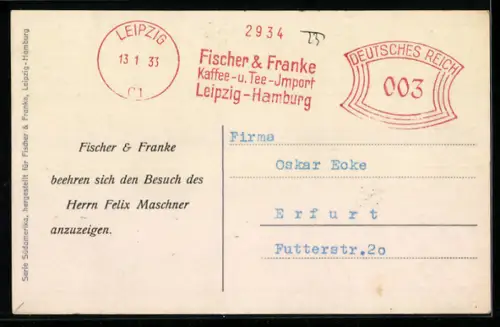 LEIPZIG
13 1 33
C1
2934
Fischer & Franke
Kaffee-u.Tee-Jmport
Leipzig-Hamburg
DEUTSCHES REICH
003
Serie Südamerika, hergestellt für Fischer & Franke, Leipzig-Hamburg
Fischer & Franke
beehren sich den Besuch des
Herrn Felix Maschner
anzuzeigen.
Firma
Oskar Ecke
Erfurt
Futterstr.20